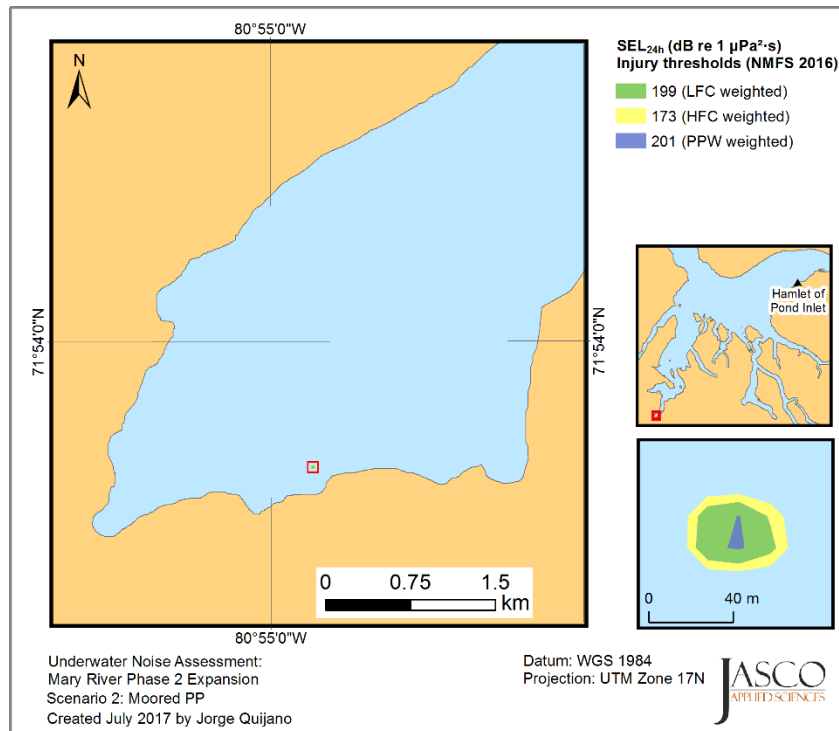 80°55'0"W
SEL24h (dB re 1 µPa²·s)
Injury thresholds (NMFS 2016)
199 (LFC weighted)
173 (HFC weighted)
201 (PPW weighted)
N
71°54'0"N
71°54'0"N
Hamlet of
Pond Inlet
0 0.75 1.5
km
0 40 m
80°55'0"W
Underwater Noise Assessment:
Mary River Phase 2 Expansion
Scenario 2: Moored PP
Created July 2017 by Jorge Quijano
Datum: WGS 1984
Projection: UTM Zone 17N
JASCO
APPLIED SCIENCES